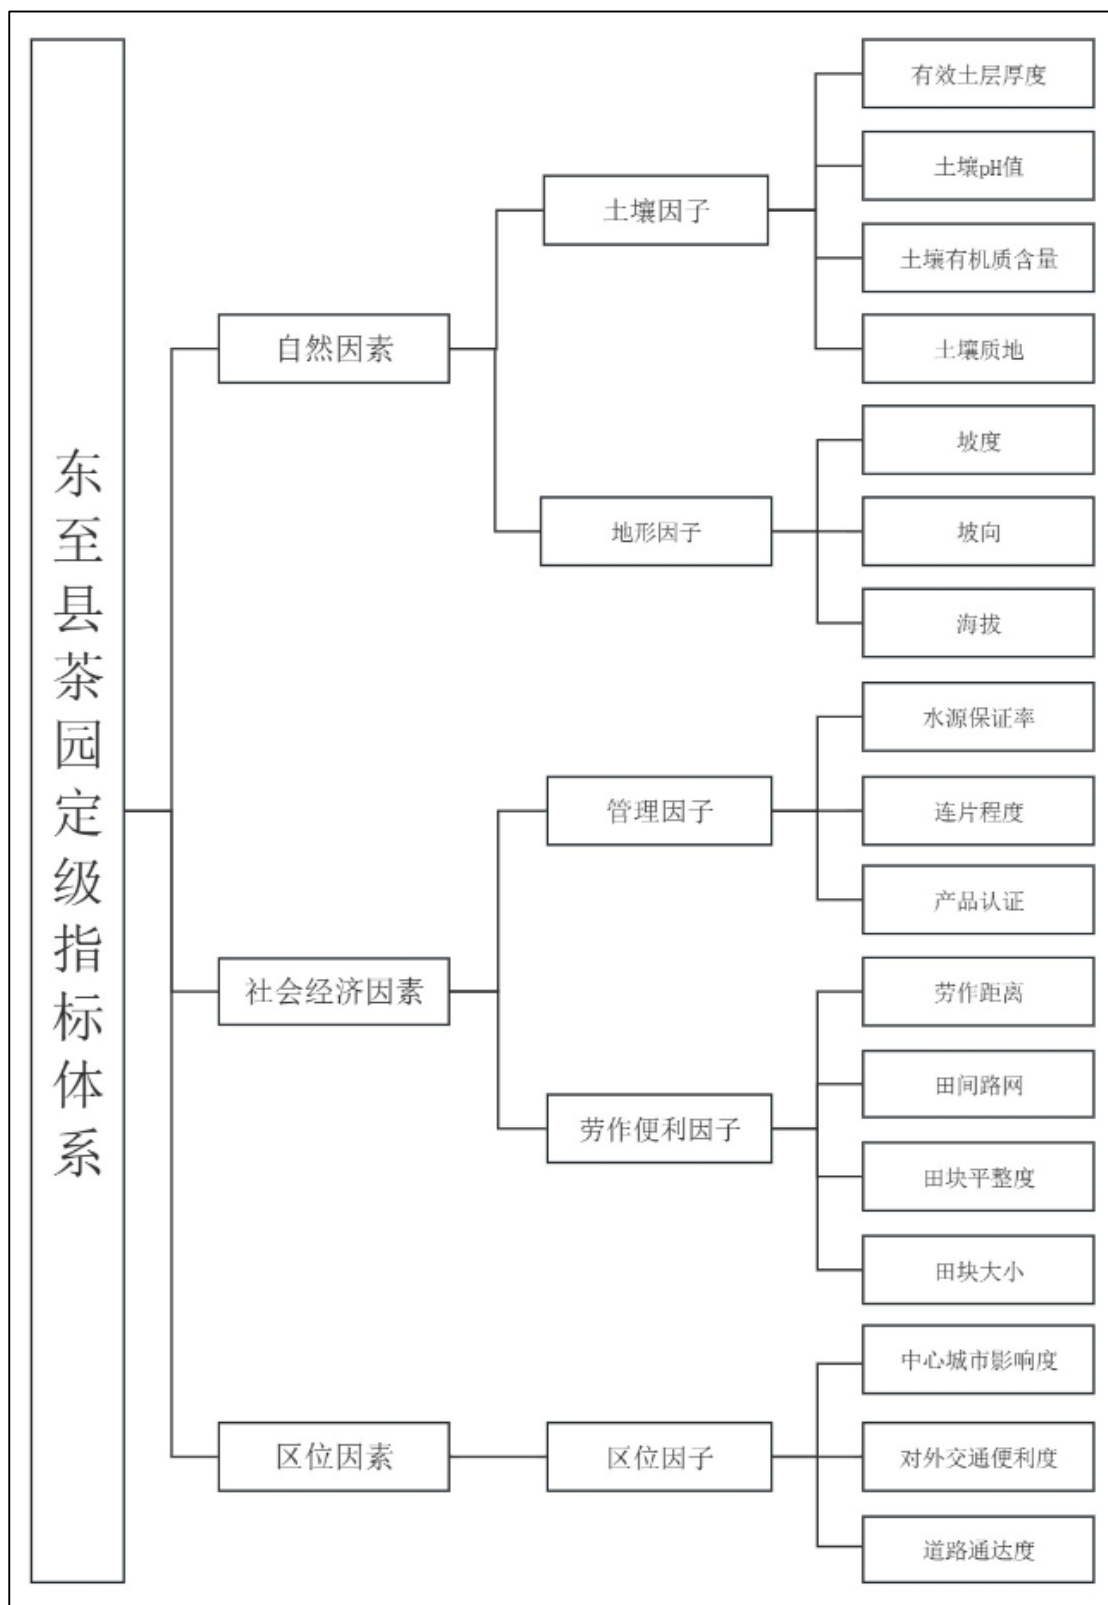 东至县茶园定级指标体系
自然因素
土壤因子
有效土层厚度
土壤pH值
土壤有机质含量
土壤质地
地形因子
坡度
坡向
海拔
社会经济因素
管理因子
水源保证率
连片程度
产品认证
劳作便利因子
劳作距离
田间路网
田块平整度
田块大小
区位因素
区位因子
中心城市影响度
对外交通便利度
道路通达度